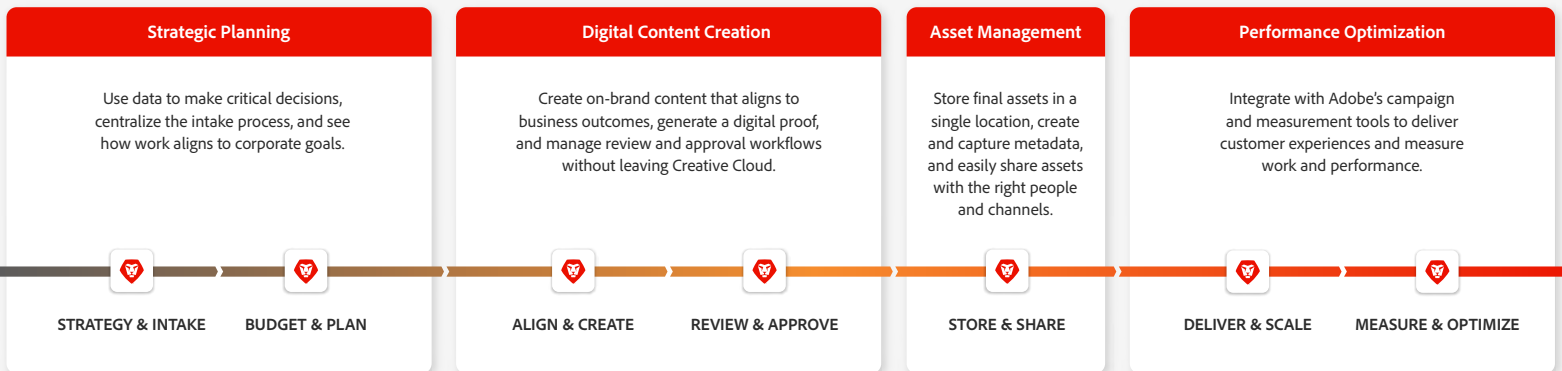 Strategic Planning
Use data to make critical decisions,
centralize the intake process, and see
how work aligns to corporate goals.
STRATEGY & INTAKE
BUDGET & PLAN
Digital Content Creation
Create on-brand content that aligns to
business outcomes, generate a digital proof,
and manage review and approval workflows
without leaving Creative Cloud.
ALIGN & CREATE
REVIEW & APPROVE
Asset Management
Store final assets in a
single location, create
and capture metadata,
and easily share assets
with the right people
and channels.
STORE & SHARE
Performance Optimization
Integrate with Adobe’s campaign
and measurement tools to deliver
customer experiences and measure
work and performance.
DELIVER & SCALE
MEASURE & OPTIMIZE